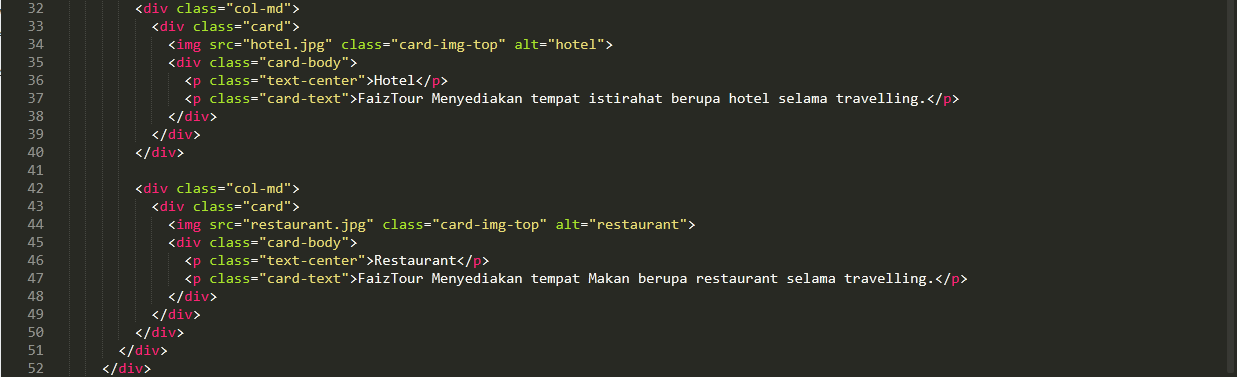 32 <div class="col-md">
33 <div class="card">
34 <img src="hotel.jpg" class="card-img-top" alt="hotel">
35 <div class="card-body">
36 <p class="text-center">Hotel</p>
37 <p class="card-text">FaizTour Menyediakan tempat istirahat berupa hotel selama travelling.</p>
38 </div>
39 </div>
40 </div>
41
42 <div class="col-md">
43 <div class="card">
44 <img src="restaurant.jpg" class="card-img-top" alt="restaurant">
45 <div class="card-body">
46 <p class="text-center">Restaurant</p>
47 <p class="card-text">FaizTour Menyediakan tempat Makan berupa restaurant selama travelling.</p>
48 </div>
49 </div>
50 </div>
51 </div>
52 </div>